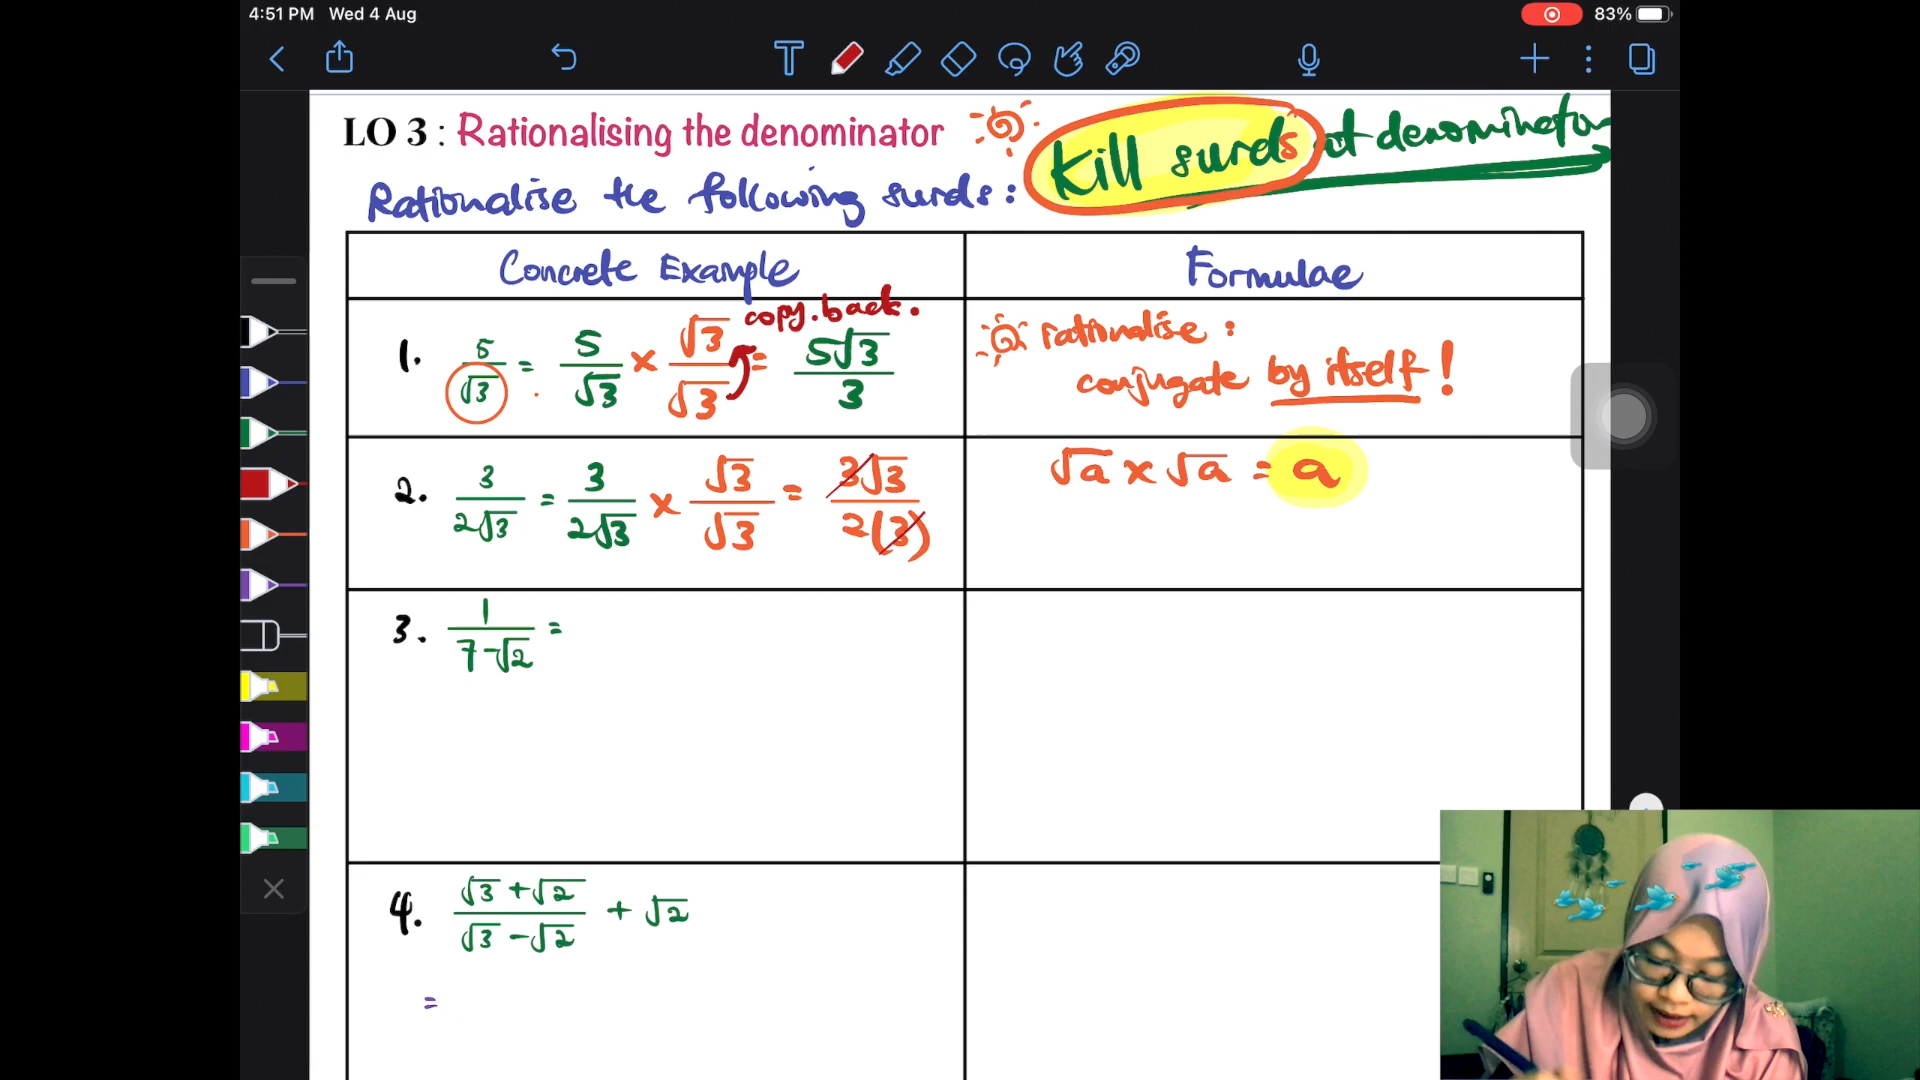 4:51 PM Wed 4 Aug
83%
LO 3 : Rationalising the denominator
Kill surds at denominator
Rationalise the following surds:
Concrete Example
Formulae
copy.back.
1. 5/√3 = 5/√3 × √3/√3 = 5√3/3
rationalise:
conjugate by itself!
2. 3/2√3 = 3/2√3 × √3/√3 = 3√3/2(3)
√a × √a = a
3. 1/7-√2 =
4. √3+√2/√3-√2 + √2
=